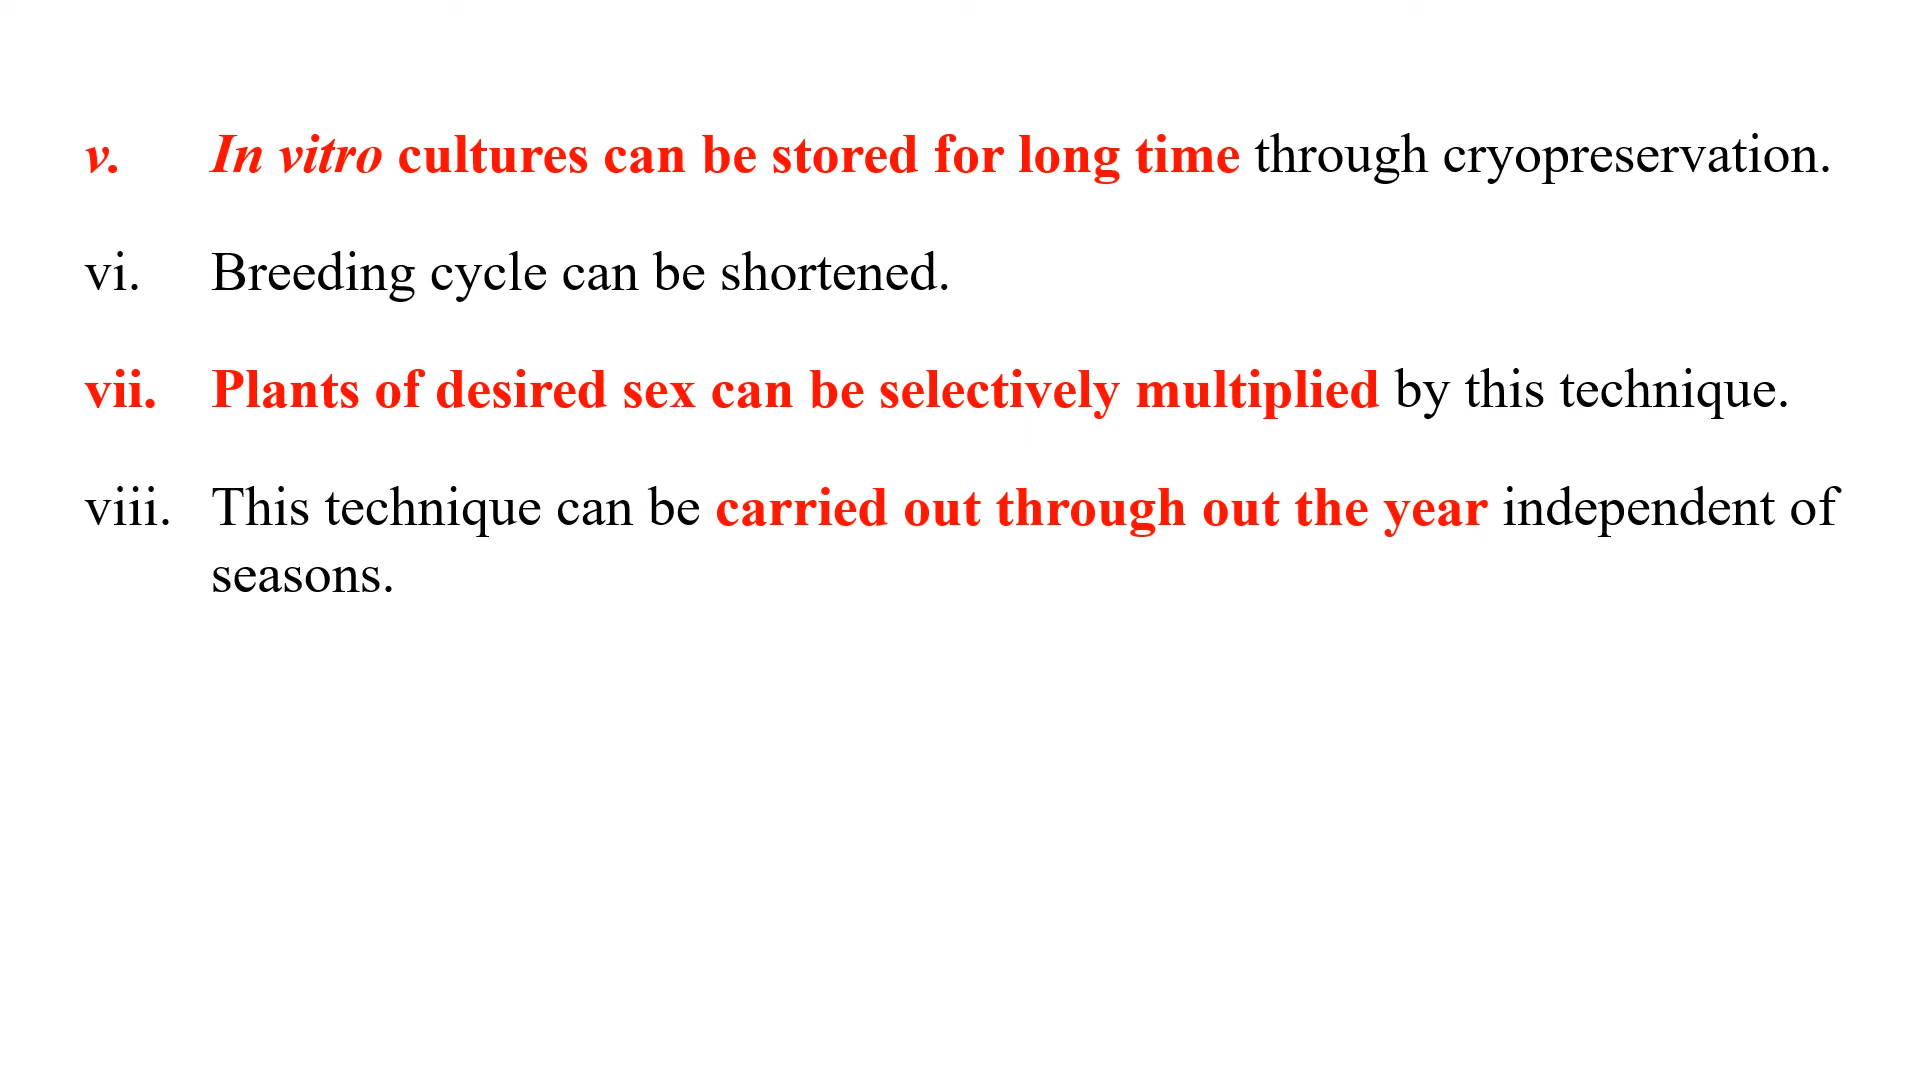 v. In vitro cultures can be stored for long time through cryopreservation.
vi. Breeding cycle can be shortened.
vii. Plants of desired sex can be selectively multiplied by this technique.
viii. This technique can be carried out through out the year independent of
seasons.